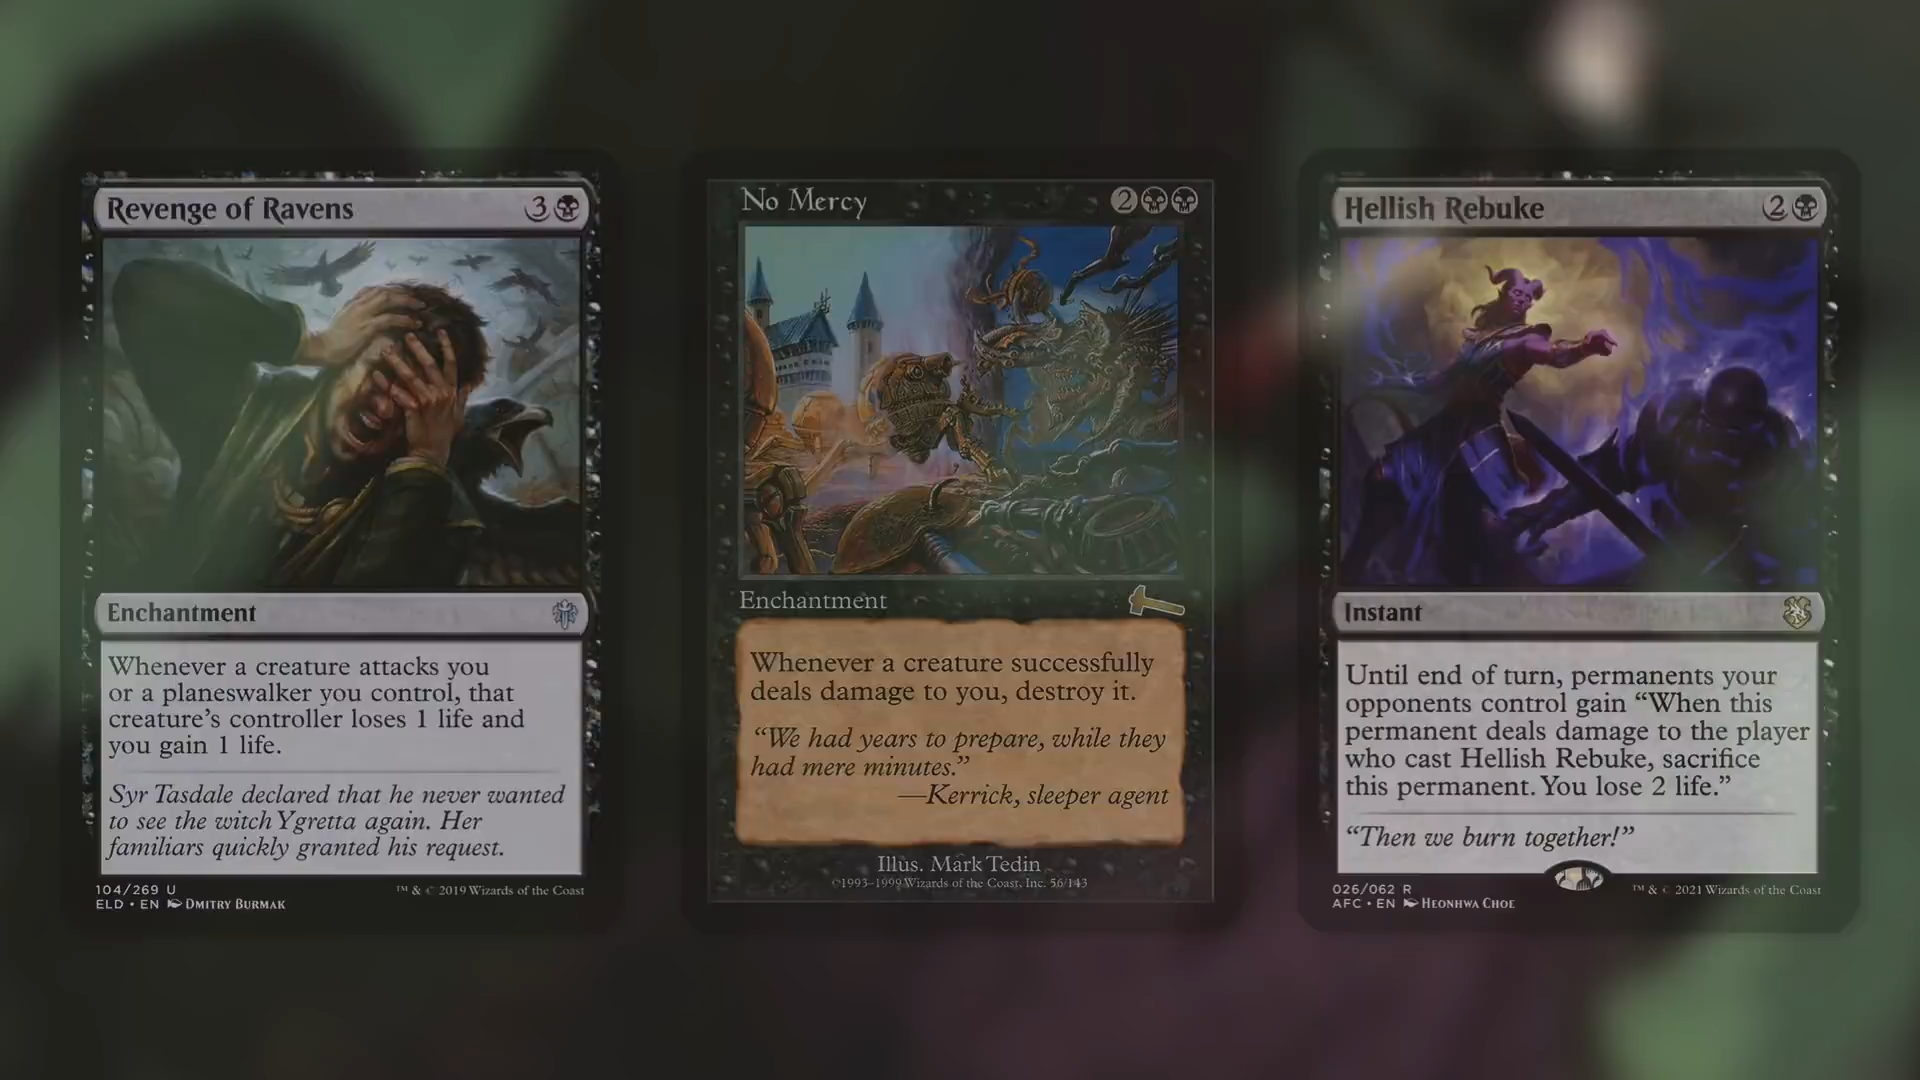 Revenge of Ravens 3
Enchantment
Whenever a creature attacks you
or a planeswalker you control, that
creature's controller loses 1 life and
you gain 1 life.
Syr Tasdale declared that he never wanted
to see the witch Ygretta again. Her
familiars quickly granted his request.
104/269 U
ELD • EN DMITRY BURMAK
™ & © 2019 Wizards of the Coast
No Mercy 2
Enchantment
Whenever a creature successfully
deals damage to you, destroy it.
“We had years to prepare, while they
had mere minutes.”
—Kerrick, sleeper agent
Illus. Mark Tedin
©1993–1999 Wizards of the Coast, Inc. 56/143
Hellish Rebuke 2
Instant
Until end of turn, permanents your
opponents control gain “When this
permanent deals damage to the player
who cast Hellish Rebuke, sacrifice
this permanent. You lose 2 life.”
“Then we burn together!”
026/062 R
AFC • EN HEONHWA CHOE
™ & © 2021 Wizards of the Coast